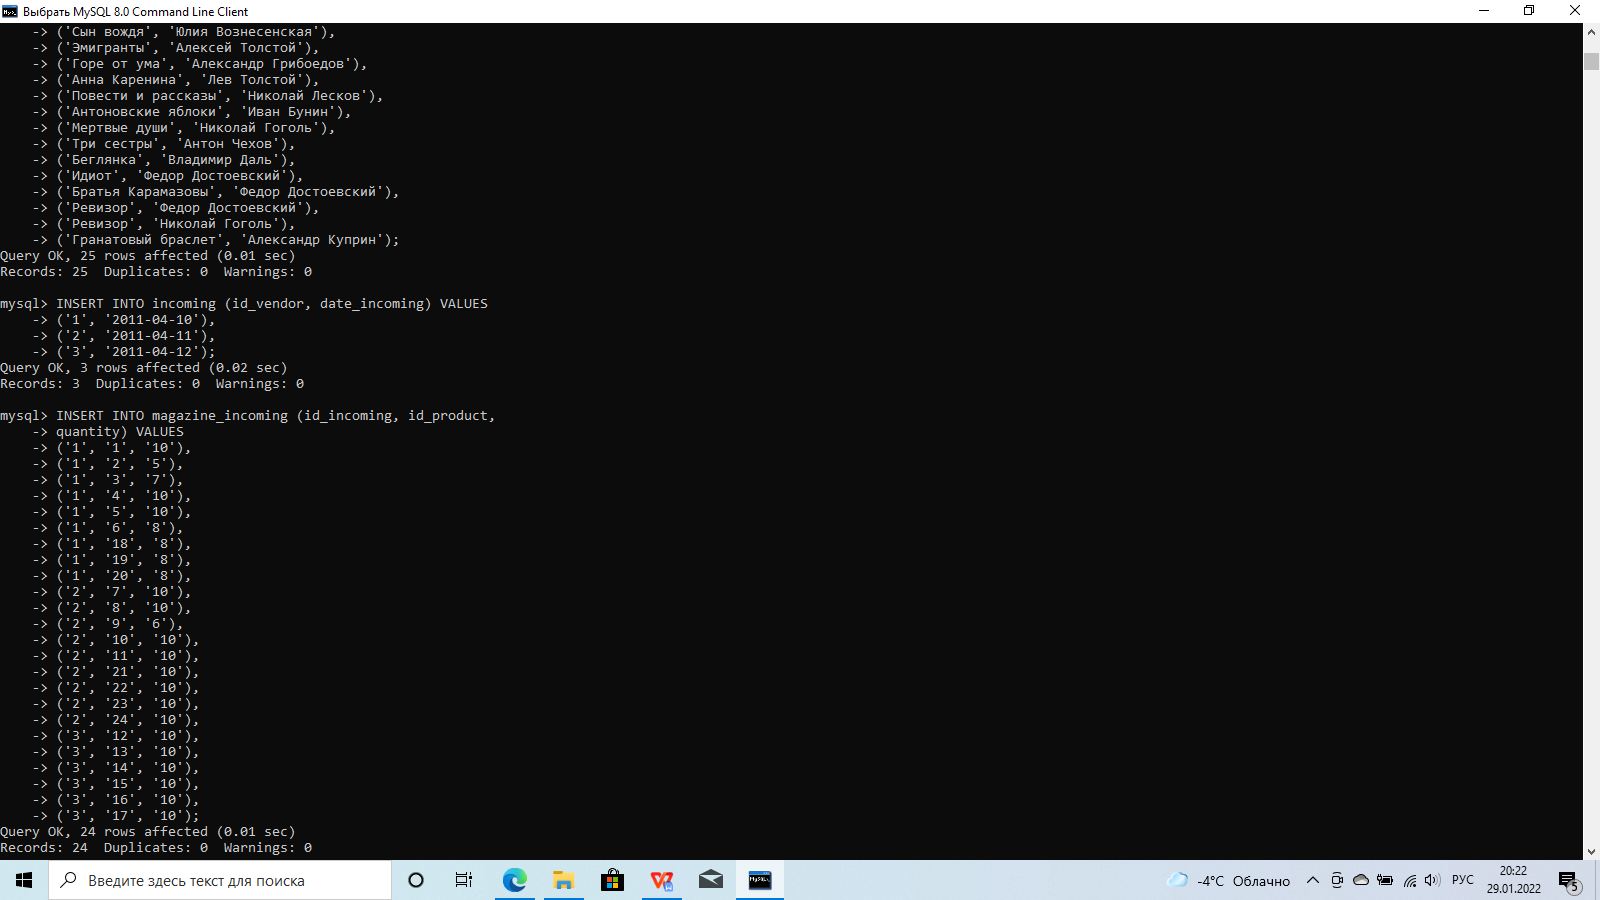 Выбрать MySQL 8.0 Command Line Client
-> ('Сын вождя', 'Юлия Вознесенская'),
-> ('Эмигранты', 'Алексей Толстой'),
-> ('Горе от ума', 'Александр Грибоедов'),
-> ('Анна Каренина', 'Лев Толстой'),
-> ('Повести и рассказы', 'Николай Лесков'),
-> ('Антоновские яблоки', 'Иван Бунин'),
-> ('Мертвые души', 'Николай Гоголь'),
-> ('Три сестры', 'Антон Чехов'),
-> ('Беглянка', 'Владимир Даль'),
-> ('Идиот', 'Федор Достоевский'),
-> ('Братья Карамазовы', 'Федор Достоевский'),
-> ('Ревизор', 'Федор Достоевский'),
-> ('Ревизор', 'Николай Гоголь'),
-> ('Гранатовый браслет', 'Александр Куприн');
Query OK, 25 rows affected (0.01 sec)
Records: 25  Duplicates: 0  Warnings: 0
mysql> INSERT INTO incoming (id_vendor, date_incoming) VALUES
-> ('1', '2011-04-10'),
-> ('2', '2011-04-11'),
-> ('3', '2011-04-12');
Query OK, 3 rows affected (0.02 sec)
Records: 3  Duplicates: 0  Warnings: 0
mysql> INSERT INTO magazine_incoming (id_incoming, id_product,
-> quantity) VALUES
-> ('1', '1', '10'),
-> ('1', '2', '5'),
-> ('1', '3', '7'),
-> ('1', '4', '10'),
-> ('1', '5', '10'),
-> ('1', '6', '8'),
-> ('1', '18', '8'),
-> ('1', '19', '8'),
-> ('1', '20', '8'),
-> ('2', '7', '10'),
-> ('2', '8', '10'),
-> ('2', '9', '6'),
-> ('2', '10', '10'),
-> ('2', '11', '10'),
-> ('2', '21', '10'),
-> ('2', '22', '10'),
-> ('2', '23', '10'),
-> ('2', '24', '10'),
-> ('3', '12', '10'),
-> ('3', '13', '10'),
-> ('3', '14', '10'),
-> ('3', '15', '10'),
-> ('3', '16', '10'),
-> ('3', '17', '10');
Query OK, 24 rows affected (0.01 sec)
Records: 24  Duplicates: 0  Warnings: 0
Введите здесь текст для поиска
-4°C Облачно
РУС
20:22
29.01.2022
5